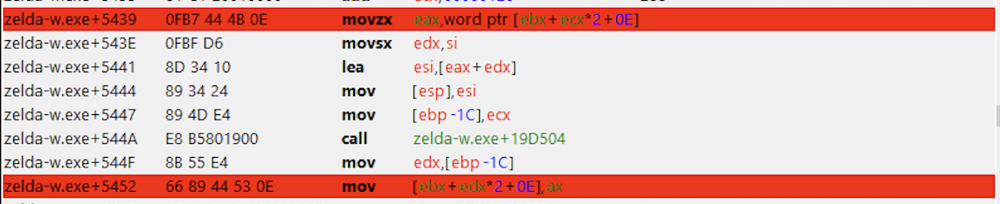 zelda-w.exe+5439 0FB7 44 4B 0E movzx eax,word ptr [ebx+ecx*2+0E]
zelda-w.exe+543E 0FBF D6 movsx edx,si
zelda-w.exe+5441 8D 34 10 lea esi,[eax+edx]
zelda-w.exe+5444 89 34 24 mov [esp],esi
zelda-w.exe+5447 89 4D E4 mov [ebp-1C],ecx
zelda-w.exe+544A E8 B5801900 call zelda-w.exe+19D504
zelda-w.exe+544F 8B 55 E4 mov edx,[ebp-1C]
zelda-w.exe+5452 66 89 44 53 0E mov [ebx+edx*2+0E],ax